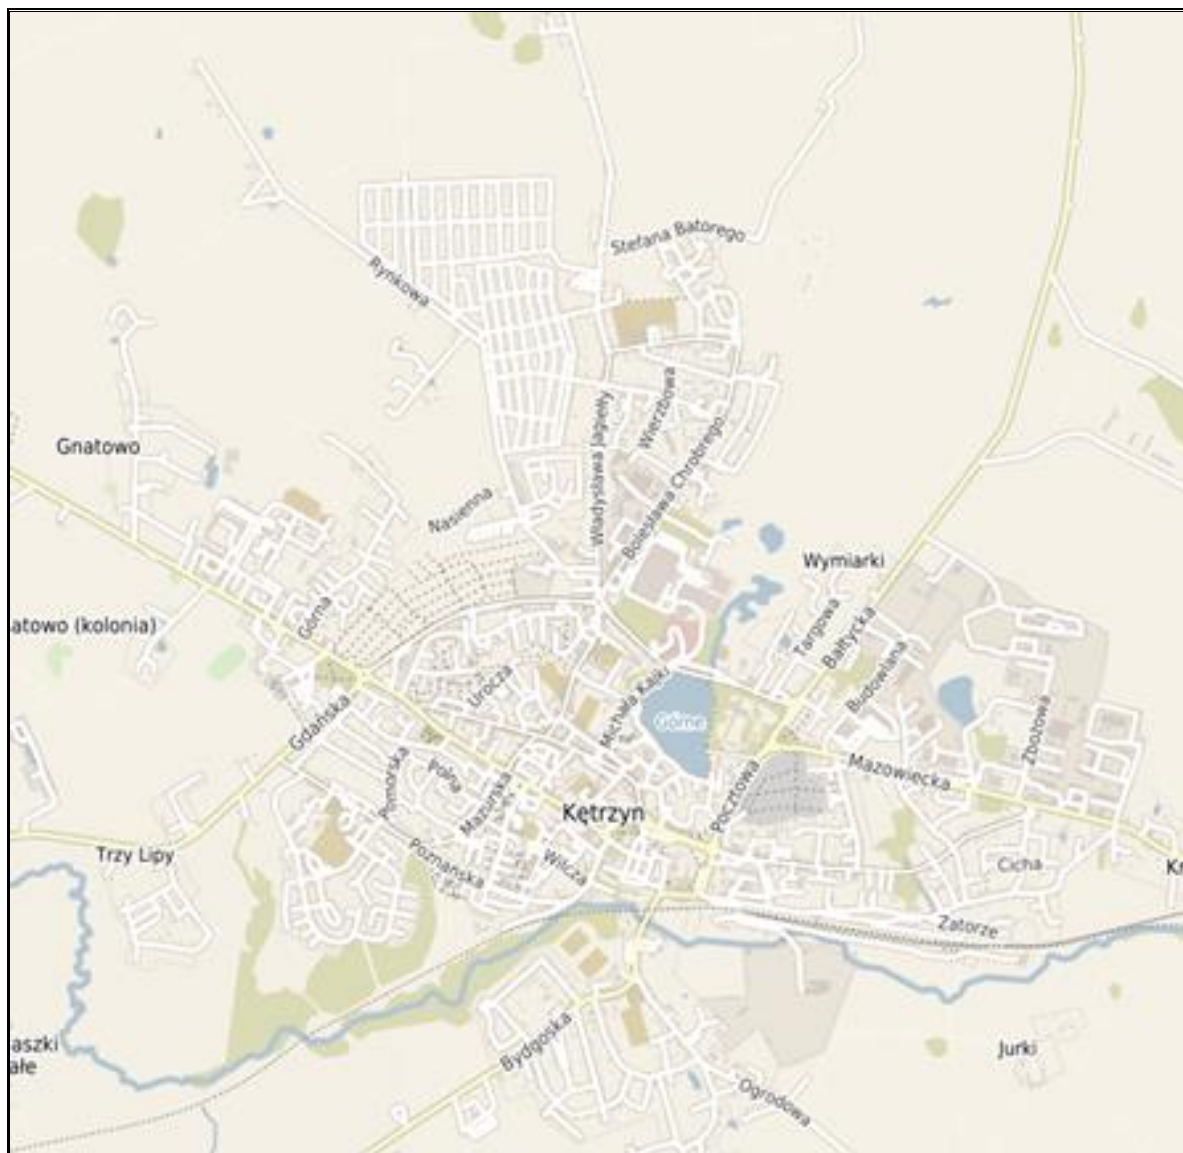 Stefana Batorego
Rynkowa
Wierzbowa
Władysława Jagiełły
Bolesława Chrobrego
Gnatowo
Nasienna
Wymiarki
Górna
Targowa
Bałtycka
atowo (kolonia)
Budowlana
Urocza
Michała Kajki
Górne
Zbożowa
Gdańska
Pomorska
Polna
Mazurska
Pocztowa
Mazowiecka
Kętrzyn
Trzy Lipy
Poznańska
Wilcza
Cicha
Zatorze
Bydgoska
Jurki
aszki
ałe
Ogrodowa